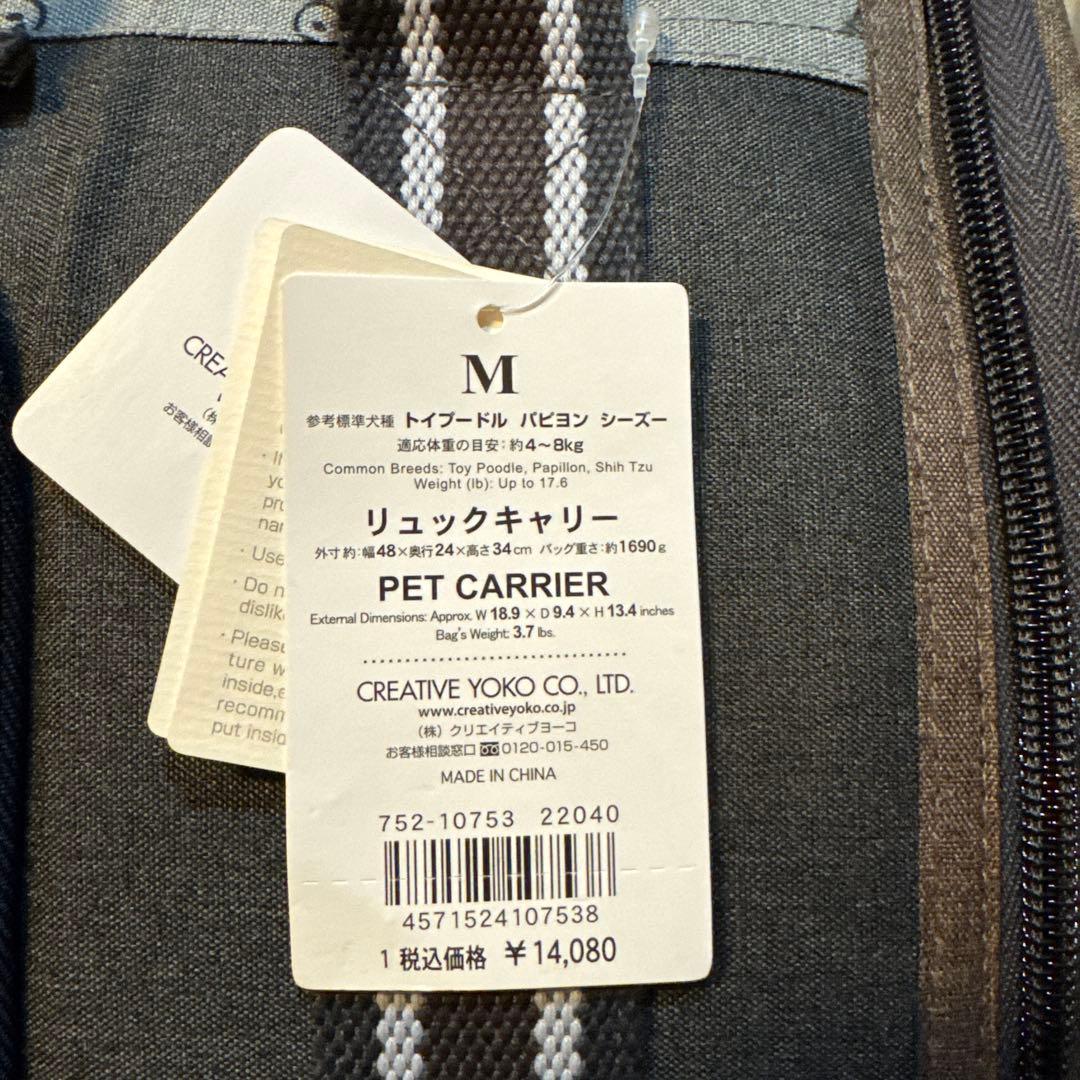 M
参考標準犬種 トイプードル パピヨン シーズー
適応体重の目安：約4～8kg
Common Breeds: Toy Poodle, Papillon, Shih Tzu
Weight (lb): Up to 17.6
リュックキャリー
外寸 約：幅48×奥行24×高さ34cm バッグ重さ：約1690g
PET CARRIER
External Dimensions: Approx. W 18.9 × D 9.4 × H 13.4 inches
Bag's Weight: 3.7 lbs.
CREATIVE YOKO CO., LTD.
www.creativeyoko.co.jp
（株）クリエイティブヨーコ
お客様相談窓口 0120-015-450
MADE IN CHINA
752-10753 22040
4571524107538
1 税込価格 ¥14,080
CREA
（株
お客様相談
・Use
・Do n
dislik
・Pleas
ture w
inside,e
recomm
put insid